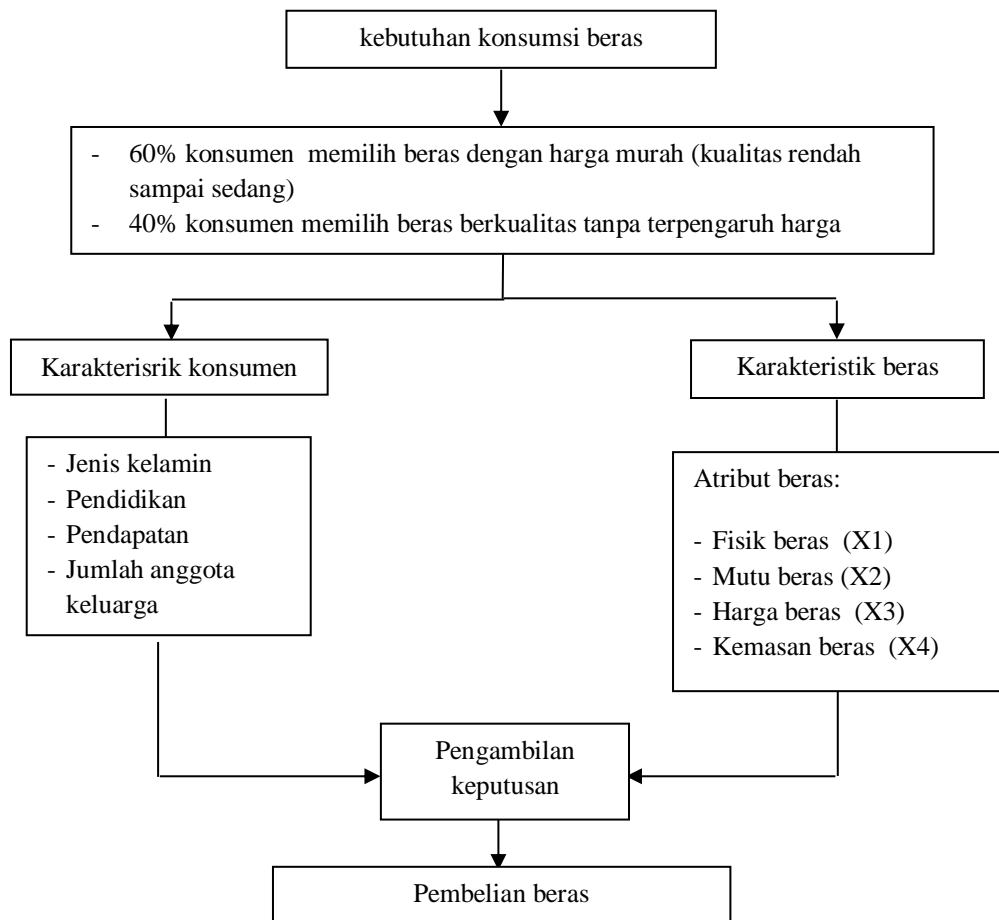 kebutuhan konsumsi beras
- 60% konsumen memilih beras dengan harga murah (kualitas rendah
sampai sedang)
- 40% konsumen memilih beras berkualitas tanpa terpengaruh harga
Karakterisrik konsumen
Karakteristik beras
- Jenis kelamin
- Pendidikan
- Pendapatan
- Jumlah anggota
keluarga
Atribut beras:
- Fisik beras (X1)
- Mutu beras (X2)
- Harga beras (X3)
- Kemasan beras (X4)
Pengambilan
keputusan
Pembelian beras